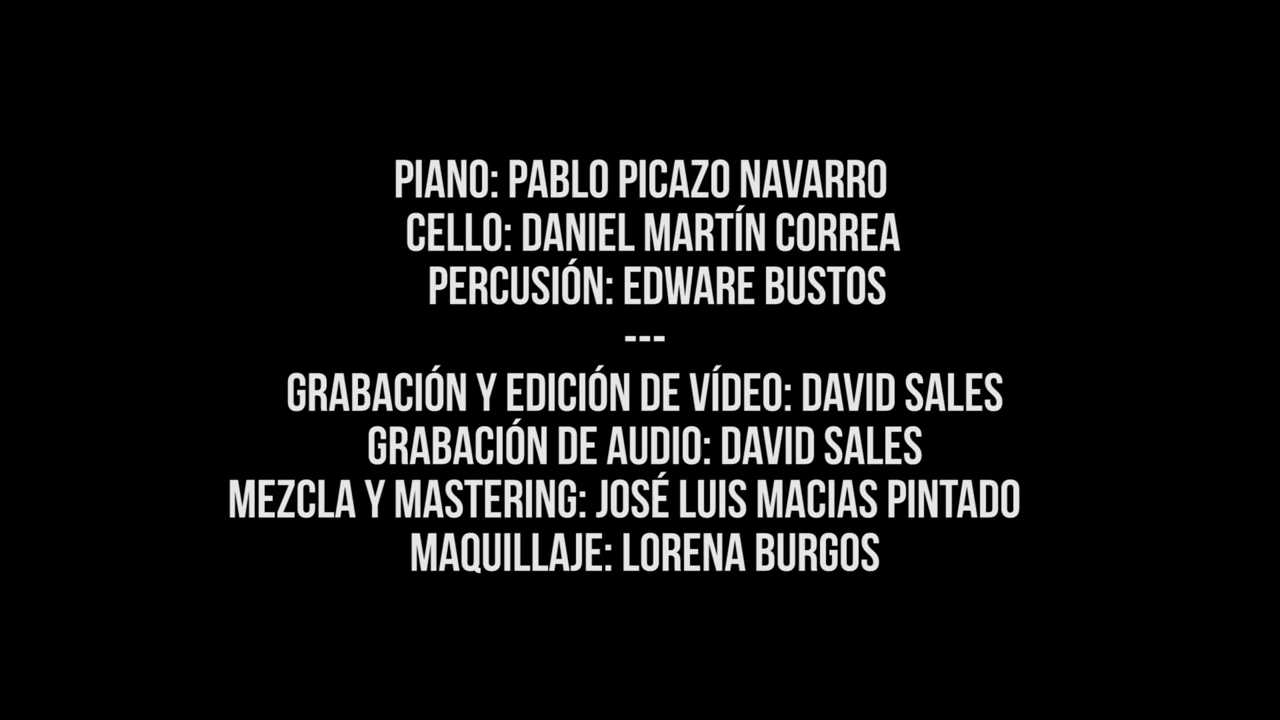 PIANO: PABLO PICAZO NAVARRO
CELLO: DANIEL MARTÍN CORREA
PERCUSIÓN: EDWARE BUSTOS
---
GRABACIÓN Y EDICIÓN DE VÍDEO: DAVID SALES
GRABACIÓN DE AUDIO: DAVID SALES
MEZCLA Y MASTERING: JOSÉ LUIS MACIAS PINTADO
MAQUILLAJE: LORENA BURGOS